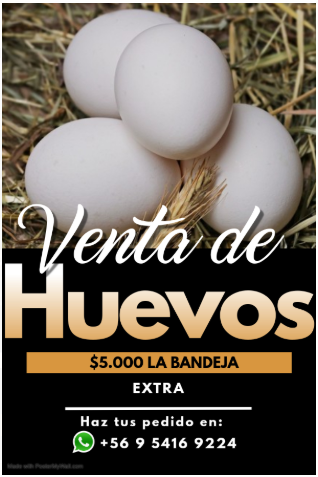 Venta de
Huevos
$5.000 LA BANDEJA
EXTRA
Haz tus pedido en:
+56 9 5416 9224
Made with PosterMyWall.com